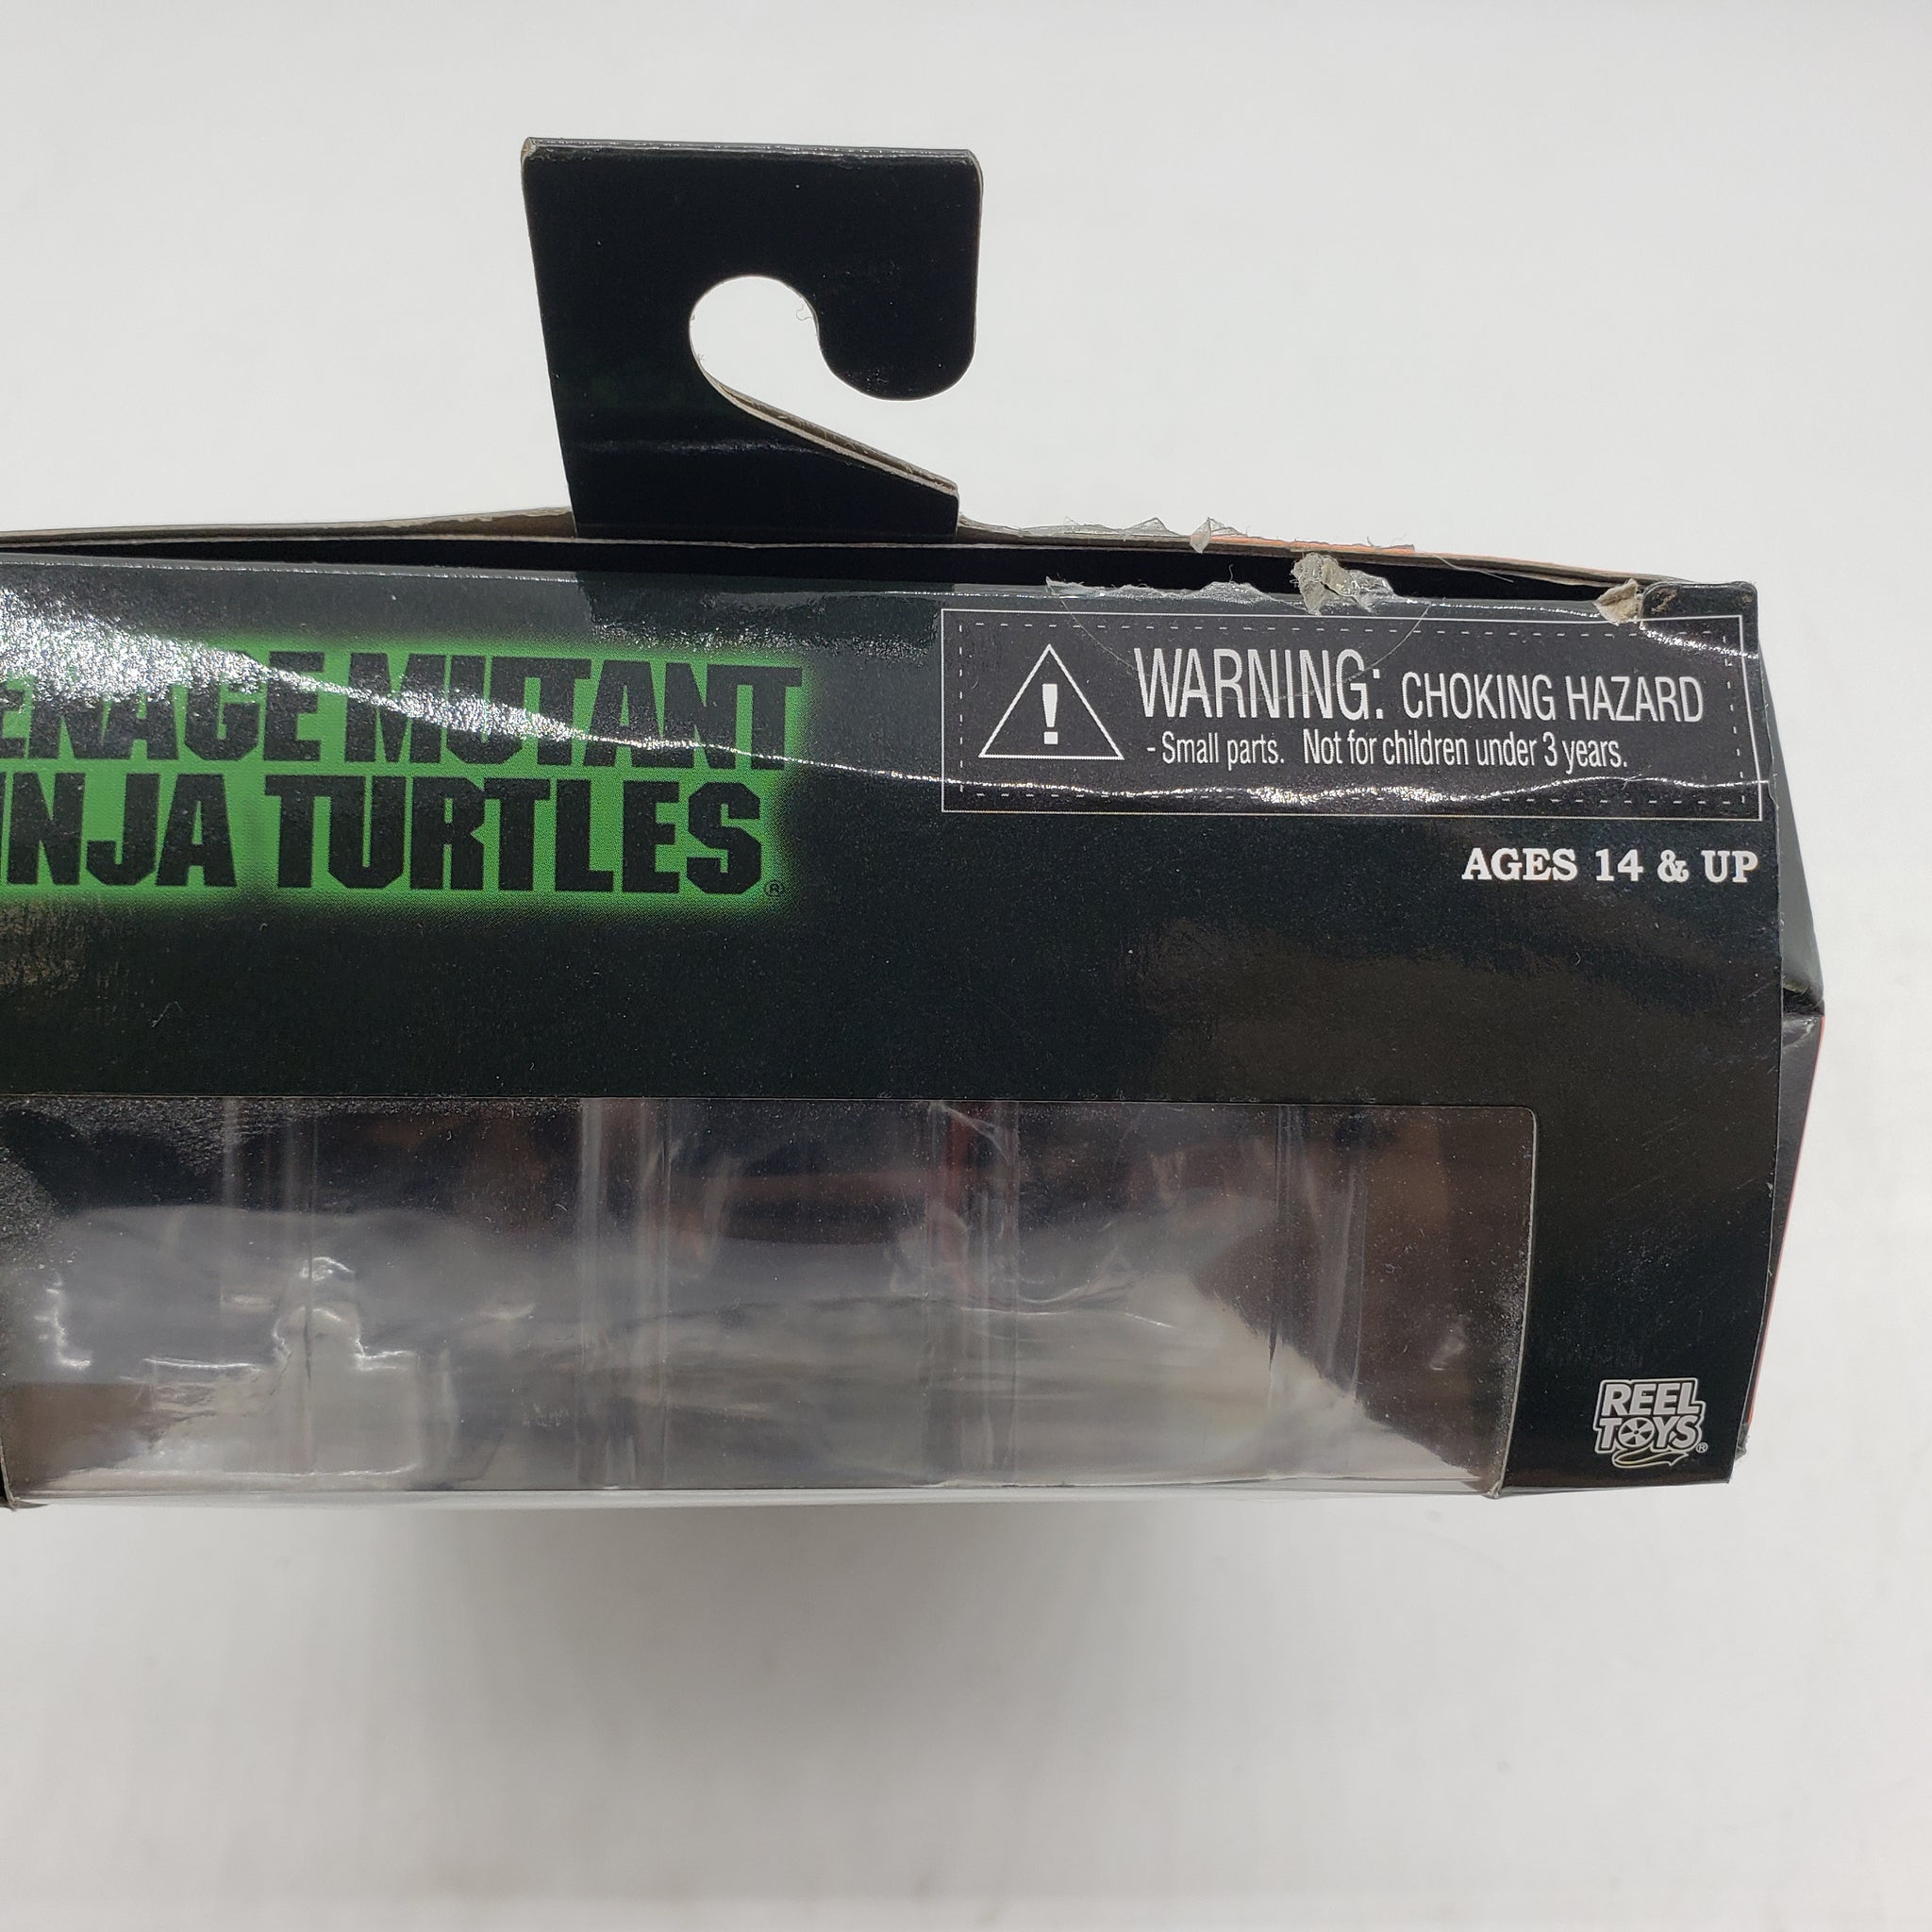 ENAGE MUTANT
INJA TURTLES®
WARNING: CHOKING HAZARD
- Small parts. Not for children under 3 years.
AGES 14 & UP
REEL
TOYS®